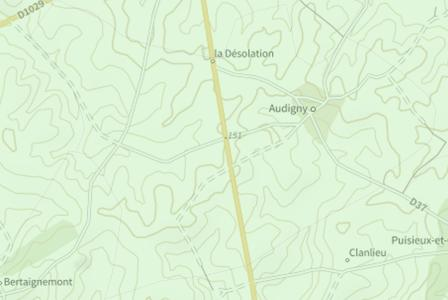 D1029
la Désolation
Audigny
151
D37
Puisieux-et-
Clanlieu
Bertaignemont